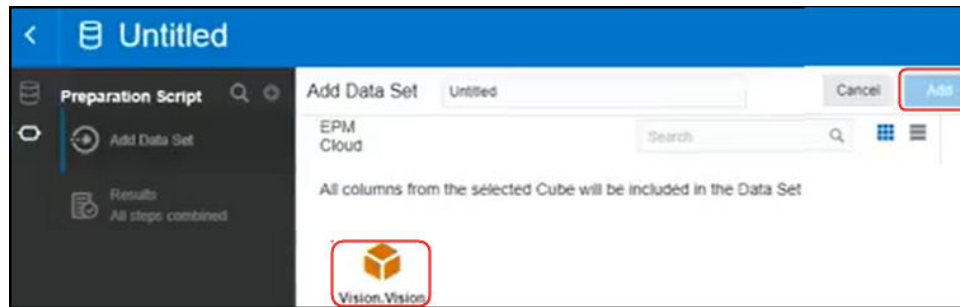 Untitled
Preparation Script
Add Data Set
Results
All steps combined
Add Data Set Untitled Cancel Add
EPM
Cloud
Search
All columns from the selected Cube will be included in the Data Set
Vision.Vision